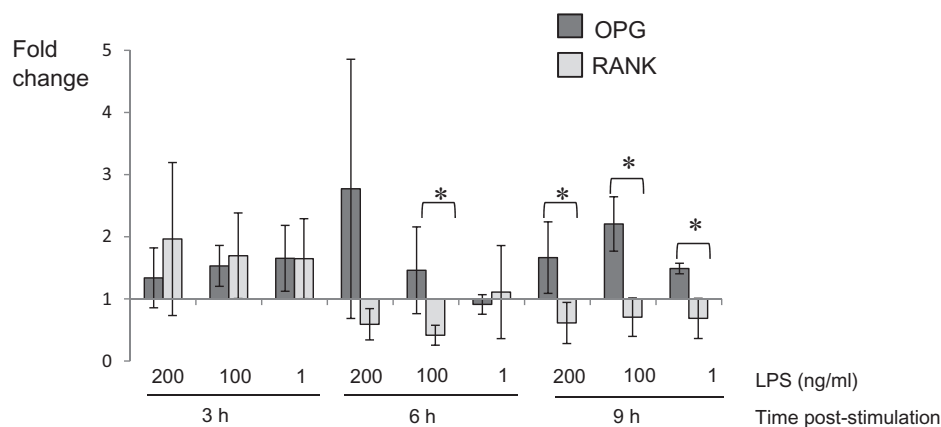 OPG
RANK
Fold
change
5
4
3
2
1
0
*
*
*
*
200 100 1 200 100 1 200 100 1 LPS (ng/ml)
3 h 6 h 9 h Time post-stimulation